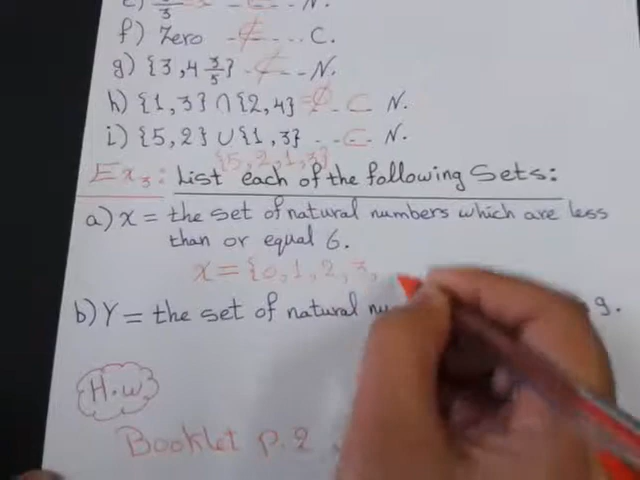 f) Zero ∉ C.
g) {3, 4 3/5} ⊄ N.
h) {1, 3} ∩ {2, 4} = ∅ ⊂ N.
i) {5, 2} ∪ {1, 3} ⊂ N.
{5, 2, 1, 3}
Ex3: List each of the following Sets:
a) X = the set of natural numbers which are less
than or equal 6.
X = {0, 1, 2, 3,
b) Y = the set of natural 9.
H.w
Booklet p. 2